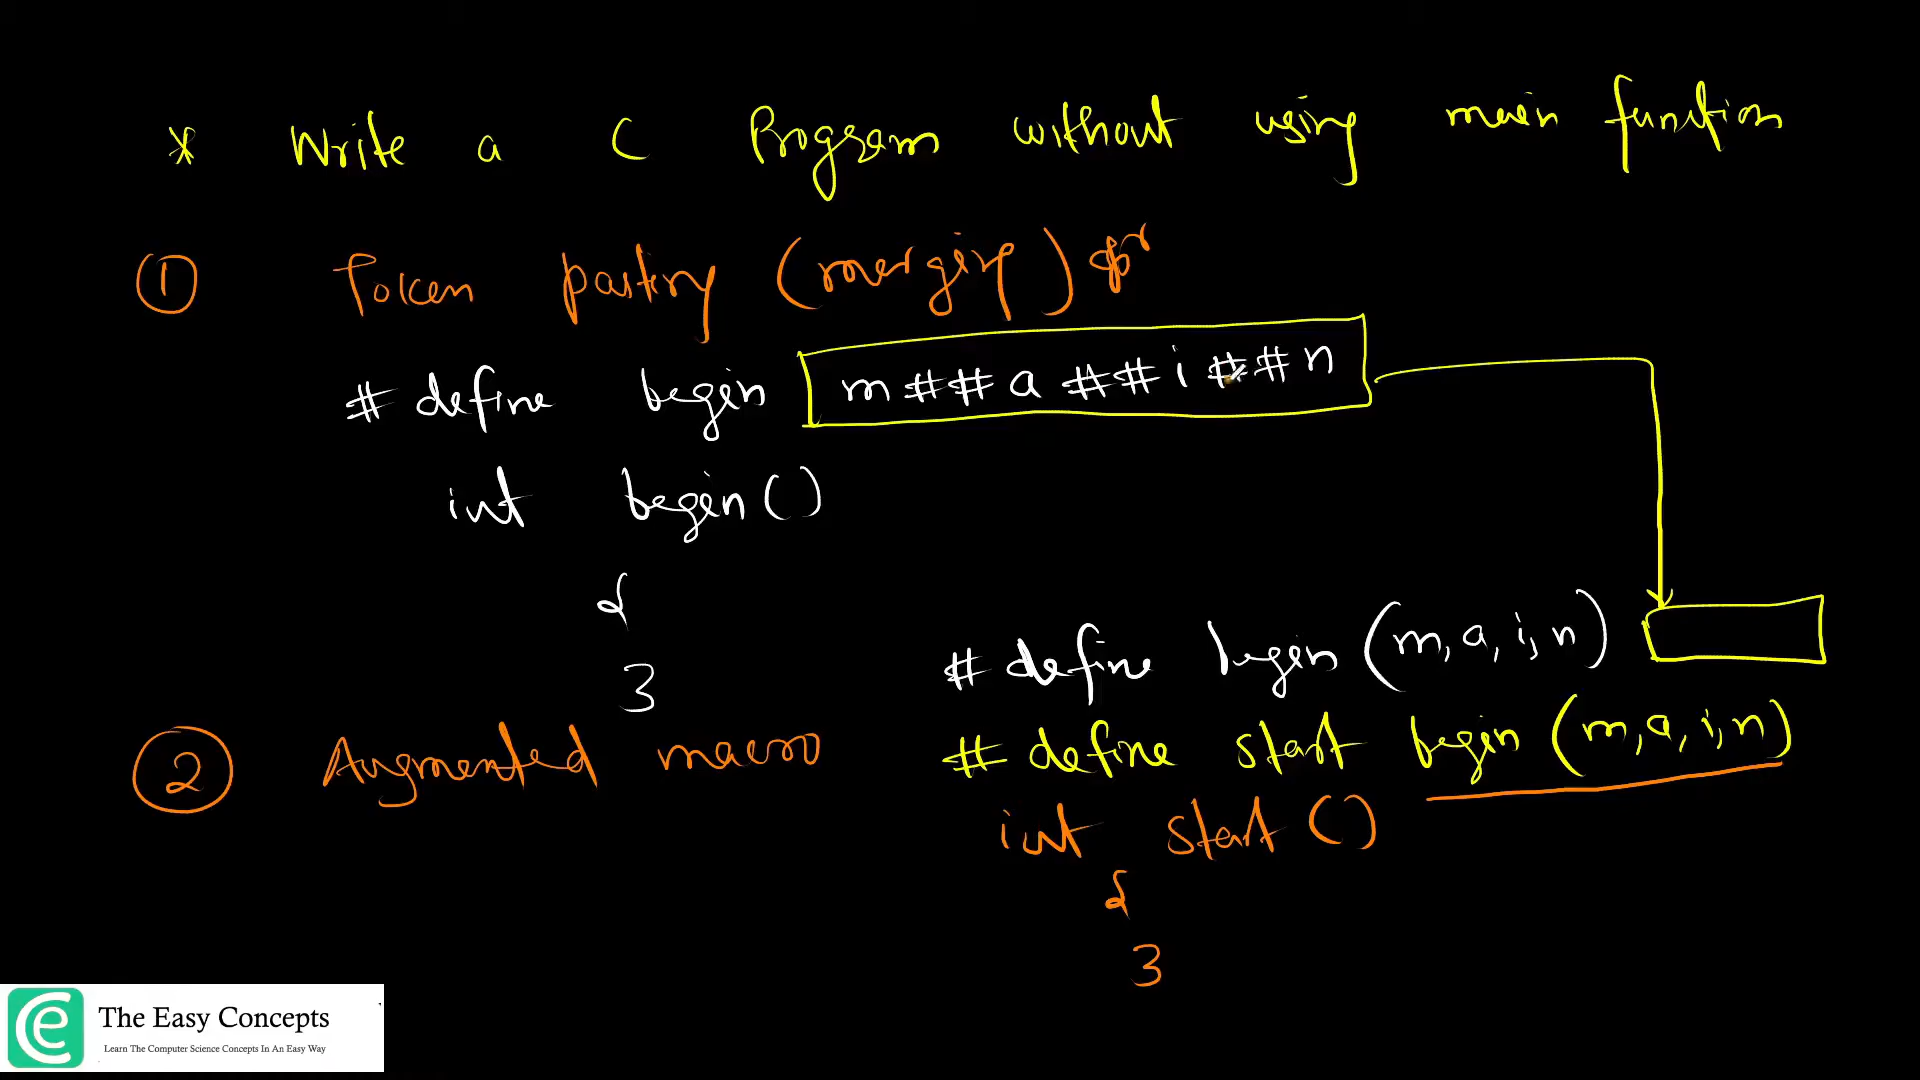 * Write a C Program without using main function
① Token pasting (merging) or
# define begin m##a##i##n
int begin()
{
}
# define begin (m, a, i, n)
② Augmented macro # define start begin (m, a, i, n)
int start ()
{
}
The Easy Concepts
Learn The Computer Science Concepts In An Easy Way